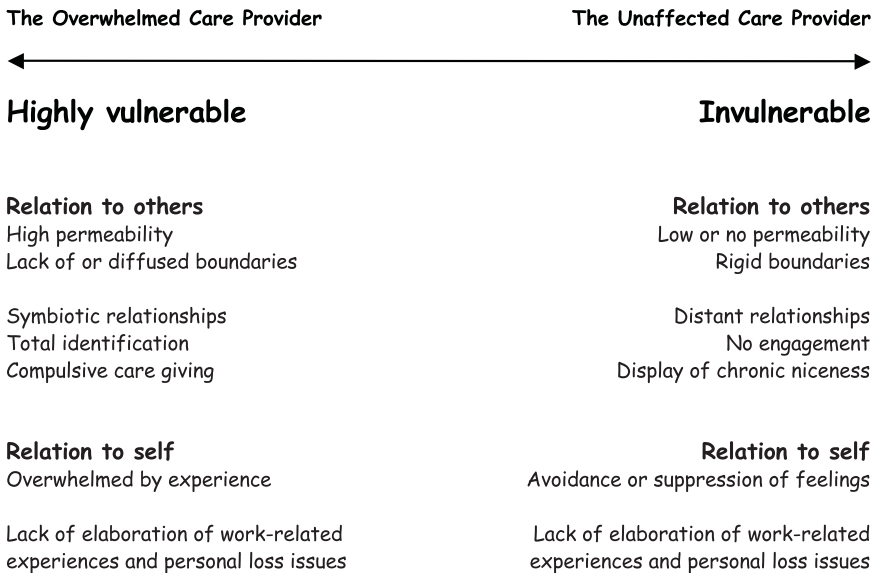 The Overwhelmed Care Provider
The Unaffected Care Provider
Highly vulnerable
Invulnerable
Relation to others
High permeability
Lack of or diffused boundaries
Symbiotic relationships
Total identification
Compulsive care giving
Relation to others
Low or no permeability
Rigid boundaries
Distant relationships
No engagement
Display of chronic niceness
Relation to self
Overwhelmed by experience
Lack of elaboration of work-related
experiences and personal loss issues
Relation to self
Avoidance or suppression of feelings
Lack of elaboration of work-related
experiences and personal loss issues